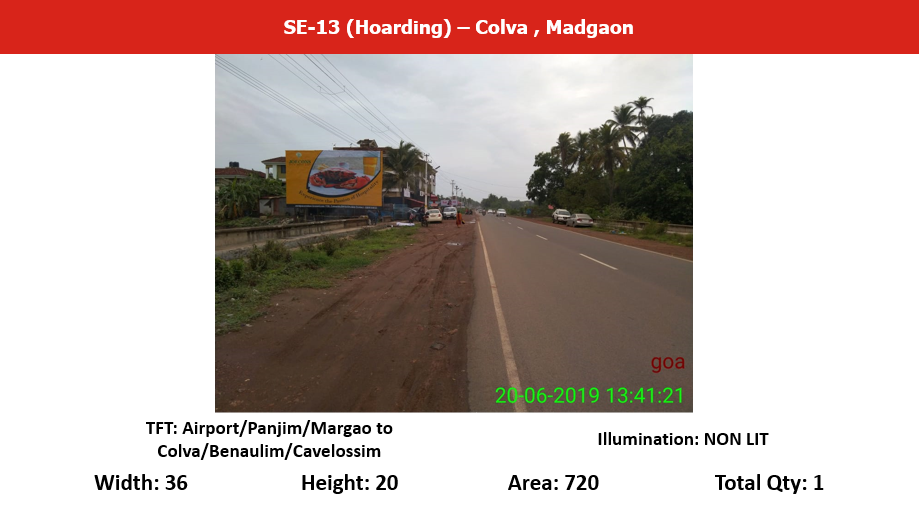 SE-13 (Hoarding) – Colva , Madgaon
goa
20-06-2019 13:41:21
TFT: Airport/Panjim/Margao to
Colva/Benaulim/Cavelossim
Illumination: NON LIT
Width: 36
Height: 20
Area: 720
Total Qty: 1